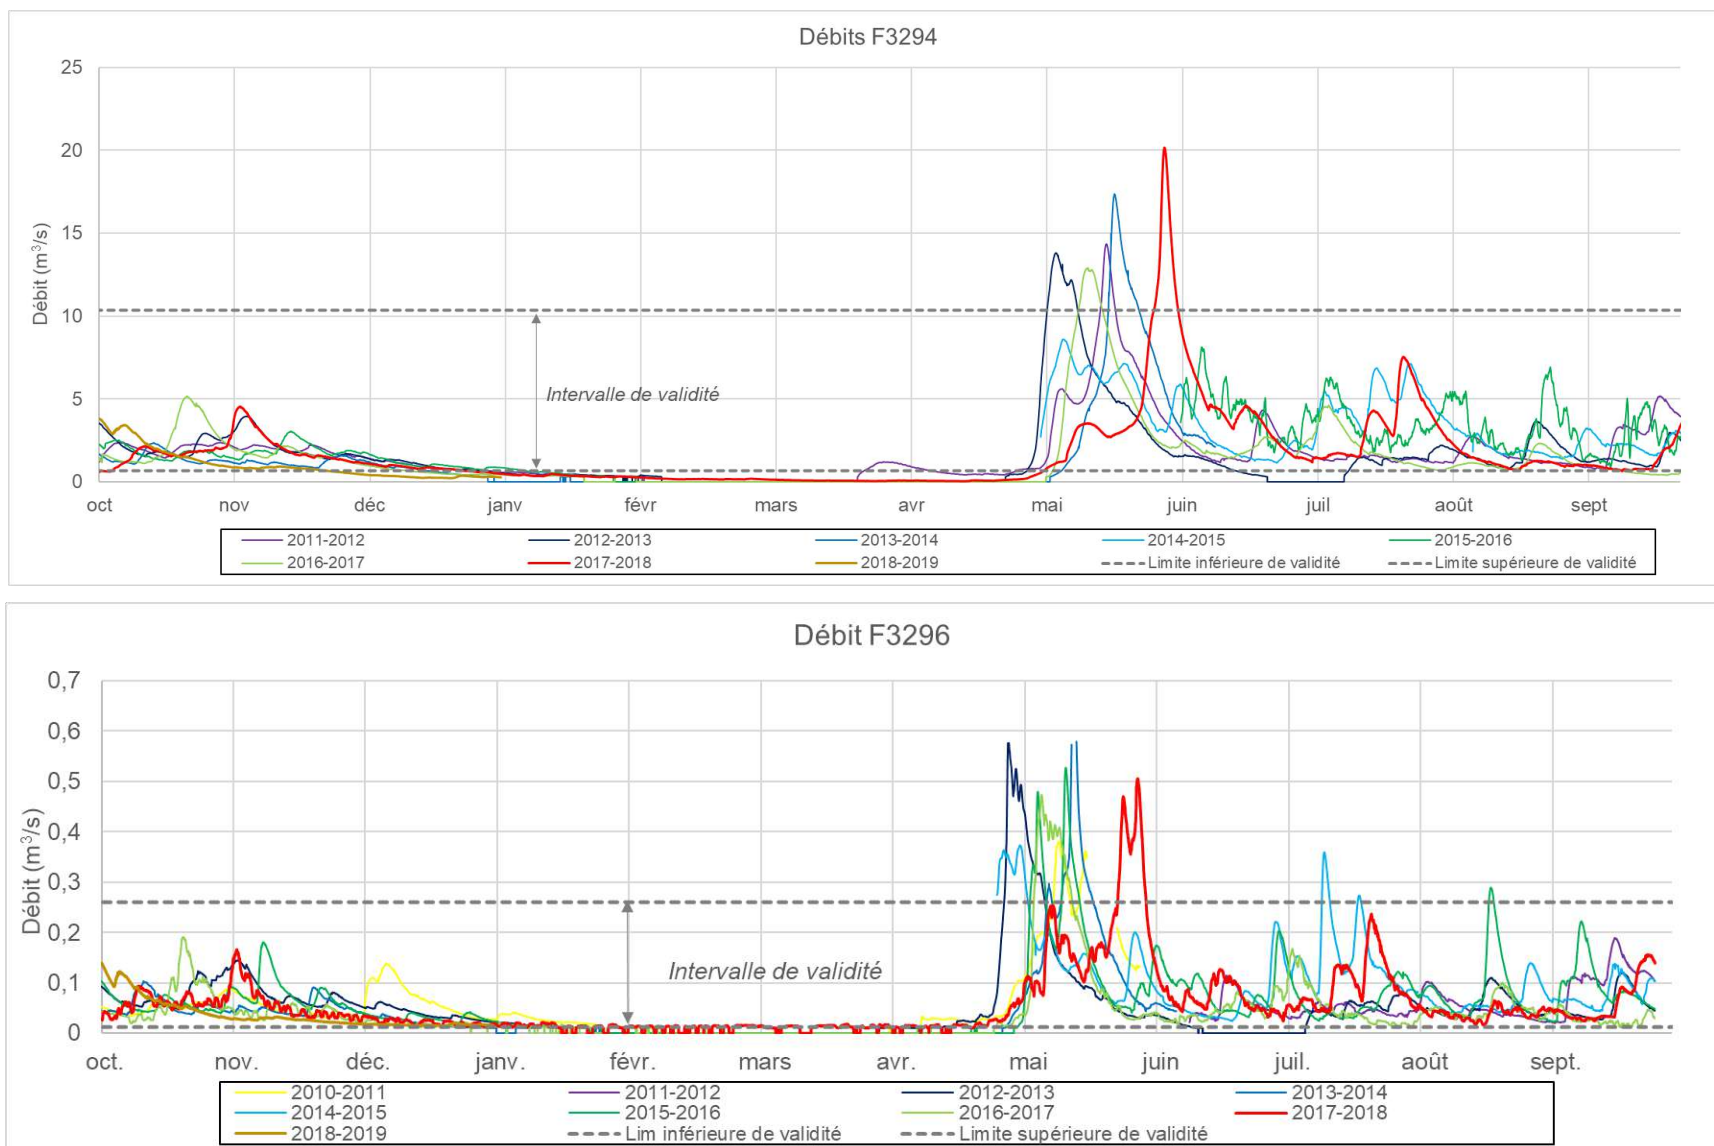 Débits F3294
25
20
15
10
5
0
Débit (m³/s)
Intervalle de validité
oct nov déc janv févr mars avr mai juin juil août sept
2011-2012 2012-2013 2013-2014 2014-2015 2015-2016
2016-2017 2017-2018 2018-2019 Limite inférieure de validité Limite supérieure de validité
Débit F3296
0,7
0,6
0,5
0,4
0,3
0,2
0,1
0
Débit (m³/s)
Intervalle de validité
oct. nov. déc. janv. févr. mars avr. mai juin juil. août sept.
2010-2011 2011-2012 2012-2013 2013-2014
2014-2015 2015-2016 2016-2017 2017-2018
2018-2019 Lim inférieure de validité Limite supérieure de validité